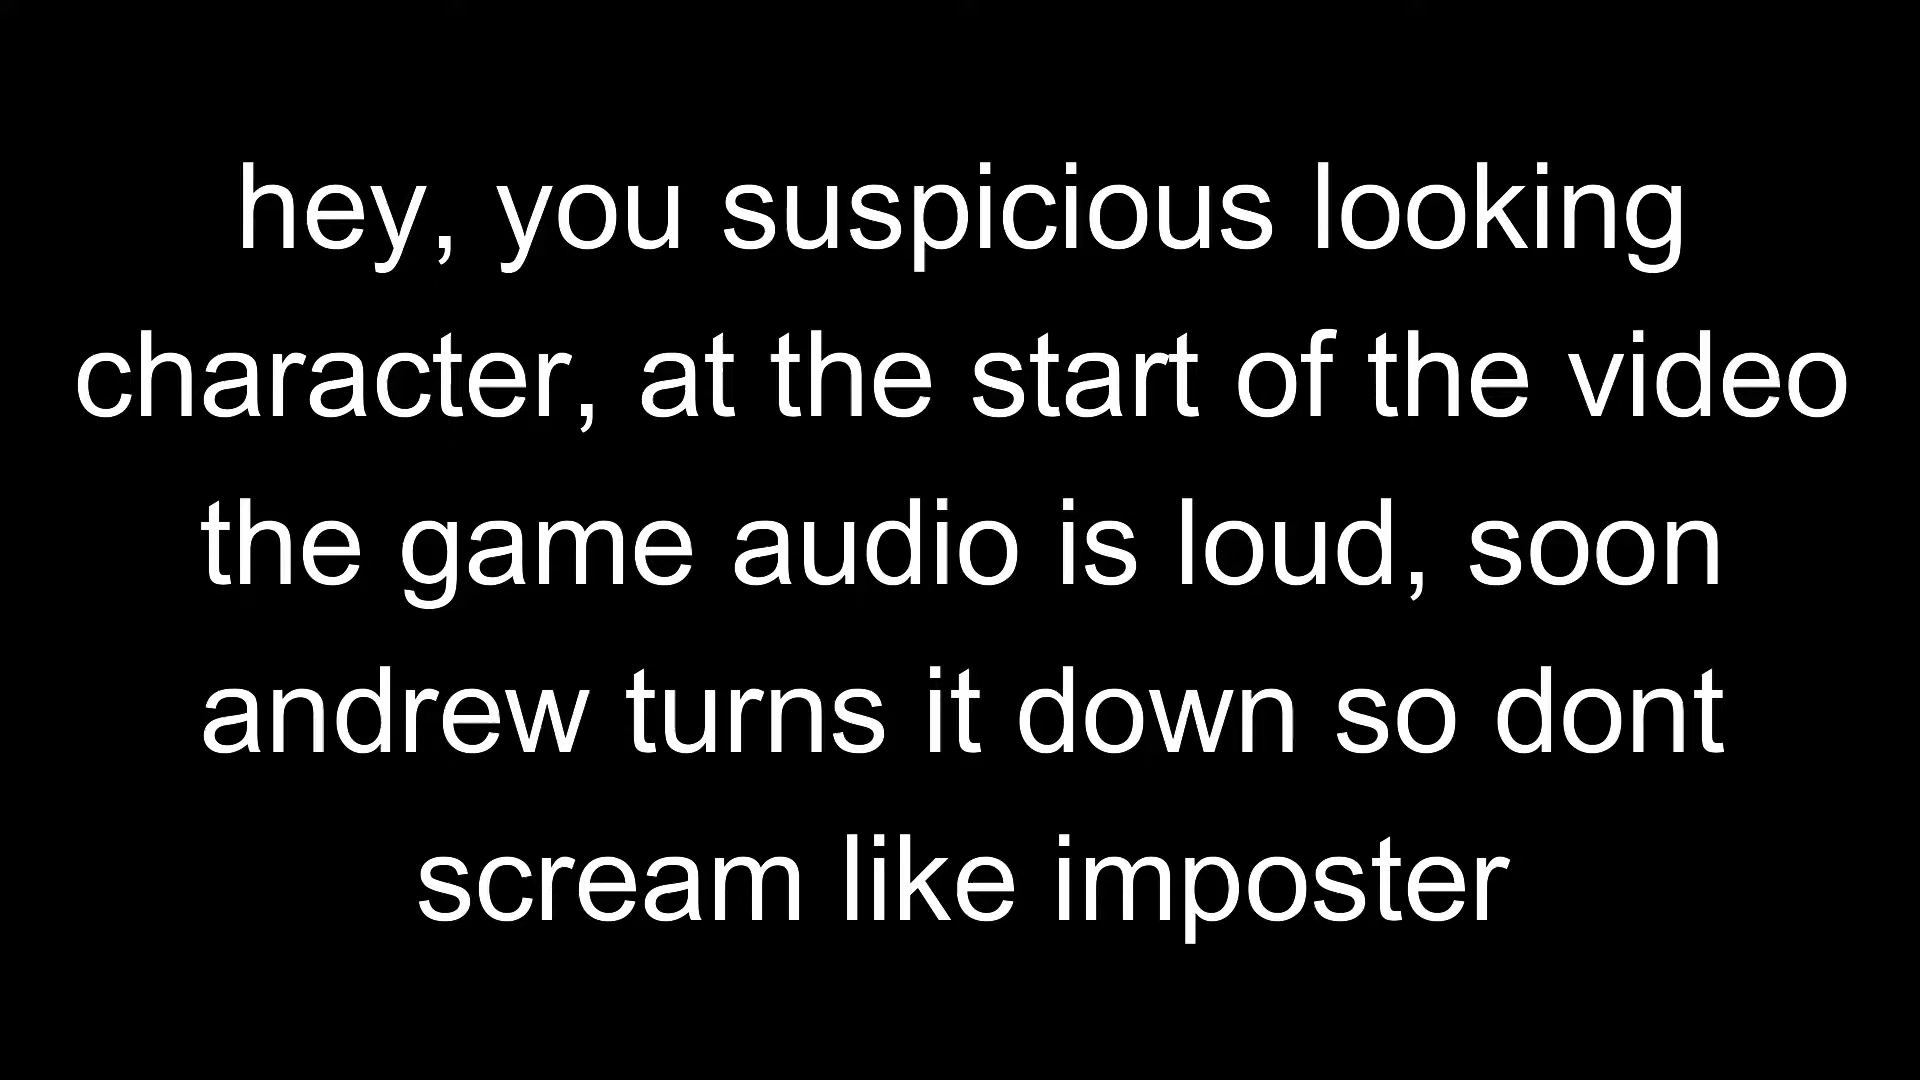 hey, you suspicious looking
character, at the start of the video
the game audio is loud, soon
andrew turns it down so dont
scream like imposter